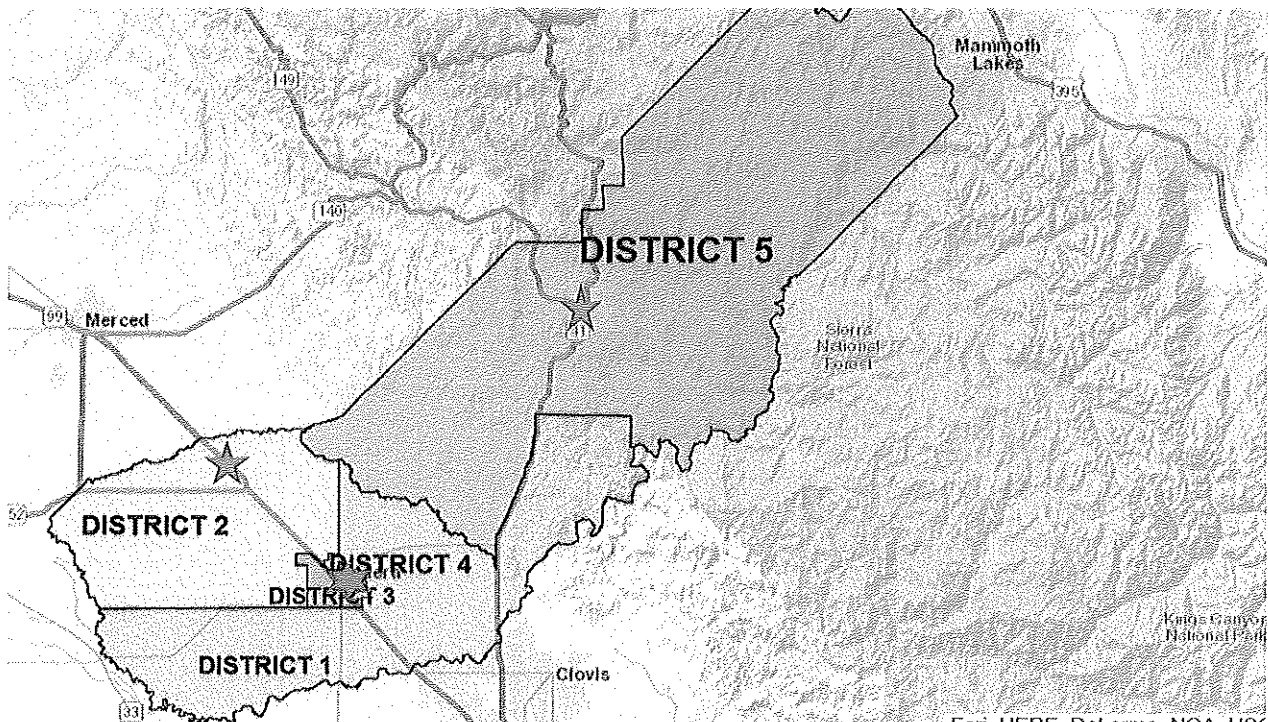 Mammoth
Lakes
49
395
140
DISTRICT 5
99
Merced
41
Sierra
National
Forest
DISTRICT 2
DISTRICT 4
DISTRICT 3
Kings Canyon
National Park
DISTRICT 1
Clovis
33